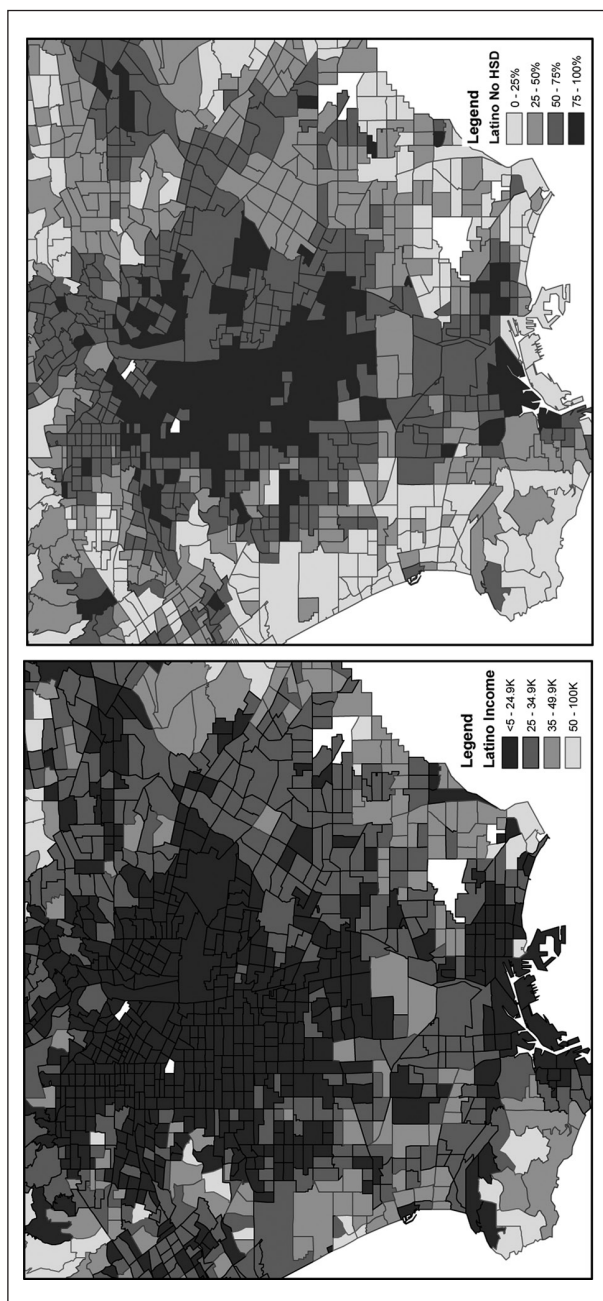 Legend
Latino Income
<5 - 24.9K
25 - 34.9K
35 - 49.9K
50 - 100K
Legend
Latino No HSD
0 - 25%
25 - 50%
50 - 75%
75 - 100%